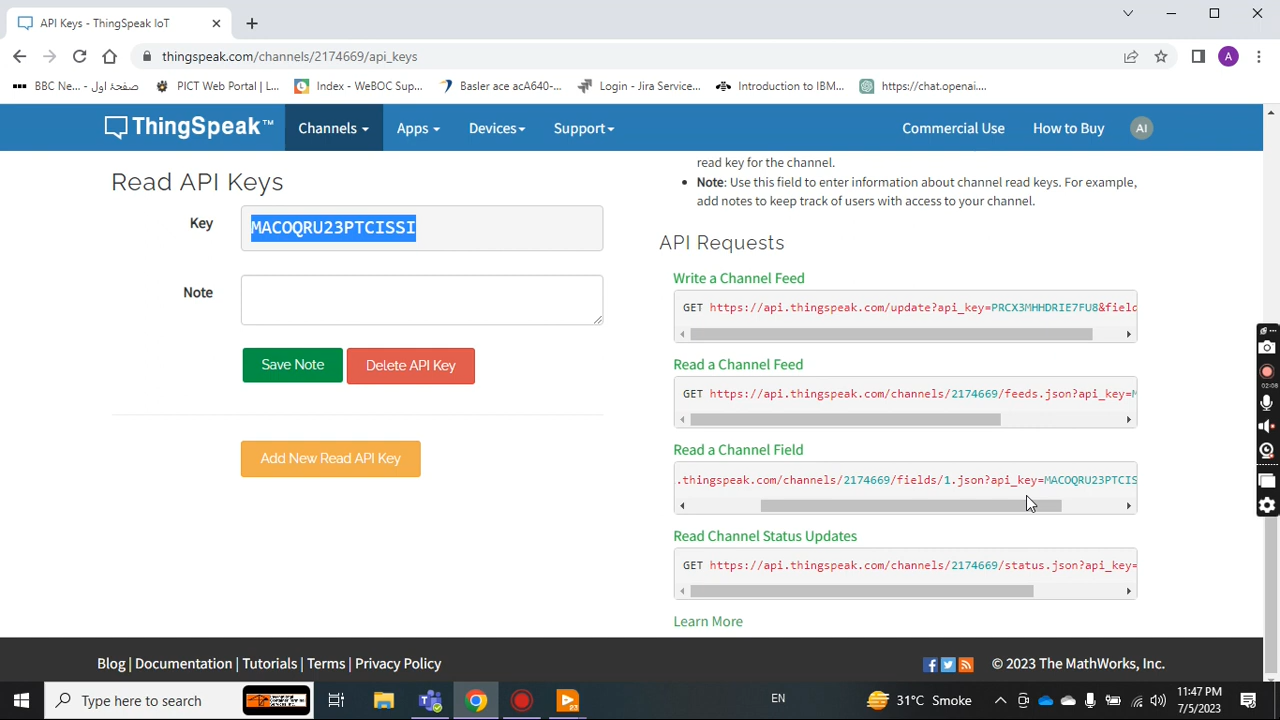 API Keys - ThingSpeak IoT
thingspeak.com/channels/2174669/api_keys
A
BBC Ne... - صفحۀ اول
PICT Web Portal | L...
Index - WeBOC Sup...
Basler ace acA640-...
Login - Jira Service...
Introduction to IBM...
https://chat.openai....
ThingSpeak™
Channels
Apps
Devices
Support
Commercial Use
How to Buy
AI
Read API Keys
Key
MACOQRU23PTCISSI
Note
Save Note
Delete API Key
Add New Read API Key
read key for the channel.
Note: Use this field to enter information about channel read keys. For example,
add notes to keep track of users with access to your channel.
API Requests
Write a Channel Feed
GET https://api.thingspeak.com/update?api_key=PRCX3MHHDRIE7FU8&field
Read a Channel Feed
GET https://api.thingspeak.com/channels/2174669/feeds.json?api_key=M
Read a Channel Field
.thingspeak.com/channels/2174669/fields/1.json?api_key=MACOQRU23PTCIS
Read Channel Status Updates
GET https://api.thingspeak.com/channels/2174669/status.json?api_key=
Learn More
02:08
Blog | Documentation | Tutorials | Terms | Privacy Policy
© 2023 The MathWorks, Inc.
Type here to search
EN
31°C Smoke
11:47 PM
7/5/2023